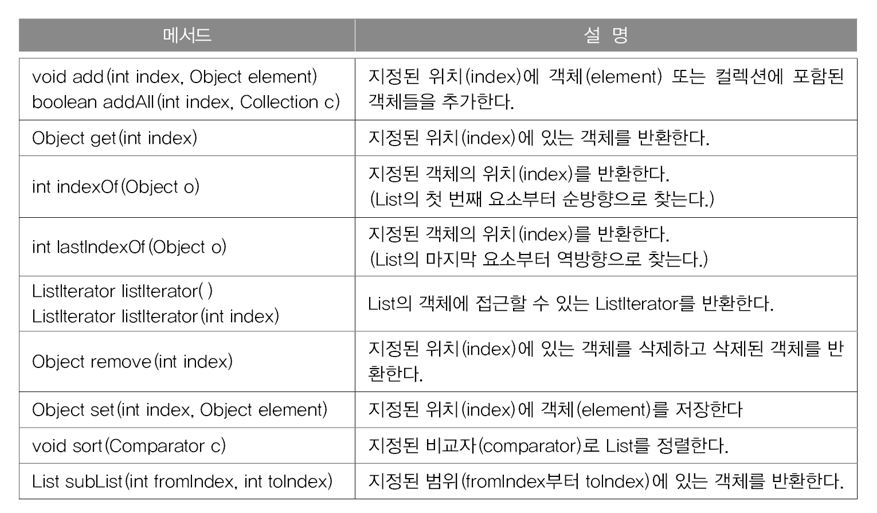 메서드 설 명
void add(int index, Object element) 지정된 위치(index)에 객체(element) 또는 컬렉션에 포함된
boolean addAll(int index, Collection c) 객체들을 추가한다.
Object get(int index) 지정된 위치(index)에 있는 객체를 반환한다.
int indexOf(Object o) 지정된 객체의 위치(index)를 반환한다.
(List의 첫 번째 요소부터 순방향으로 찾는다.)
int lastIndexOf(Object o) 지정된 객체의 위치(index)를 반환한다.
(List의 마지막 요소부터 역방향으로 찾는다.)
ListIterator listIterator( )
ListIterator listIterator(int index) List의 객체에 접근할 수 있는 ListIterator를 반환한다.
Object remove(int index) 지정된 위치(index)에 있는 객체를 삭제하고 삭제된 객체를 반
환한다.
Object set(int index, Object element) 지정된 위치(index)에 객체(element)를 저장한다
void sort(Comparator c) 지정된 비교자(comparator)로 List를 정렬한다.
List subList(int fromIndex, int toIndex) 지정된 범위(fromIndex부터 toIndex)에 있는 객체를 반환한다.